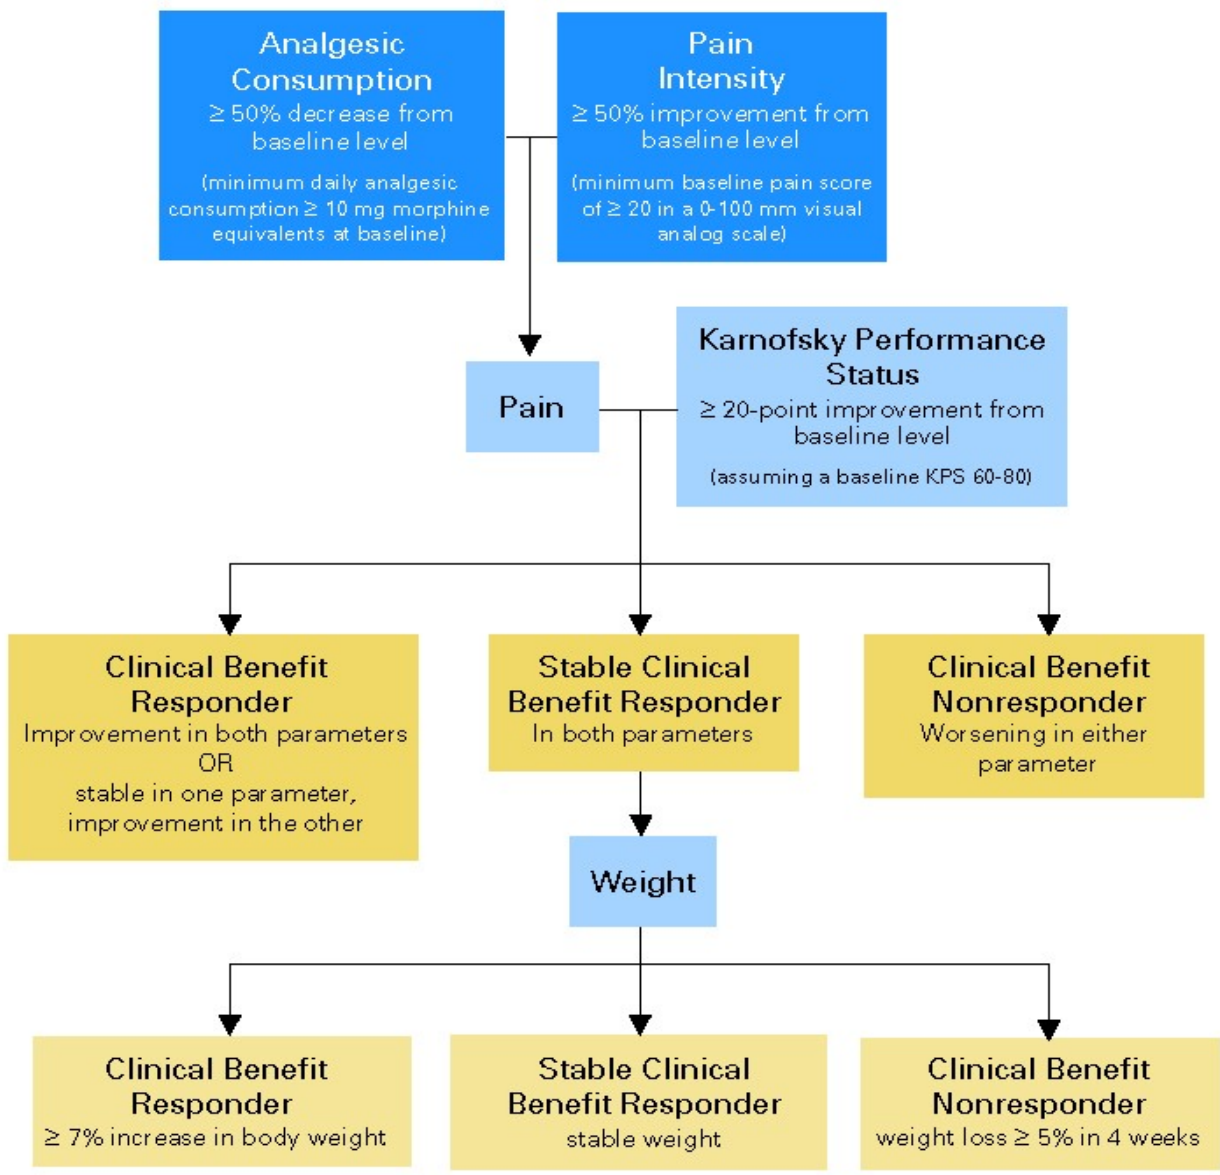 Analgesic
Consumption
≥ 50% decrease from
baseline level
(minimum daily analgesic
consumption ≥ 10 mg morphine
equivalents at baseline)
Pain
Intensity
≥ 50% improvement from
baseline level
(minimum baseline pain score
of ≥ 20 in a 0-100 mm visual
analog scale)
Pain
Karnofsky Performance
Status
≥ 20-point improvement from
baseline level
(assuming a baseline KPS 60-80)
Clinical Benefit
Responder
Improvement in both parameters
OR
stable in one parameter,
improvement in the other
Stable Clinical
Benefit Responder
In both parameters
Clinical Benefit
Nonresponder
Worsening in either
parameter
Weight
Clinical Benefit
Responder
≥ 7% increase in body weight
Stable Clinical
Benefit Responder
stable weight
Clinical Benefit
Nonresponder
weight loss ≥ 5% in 4 weeks